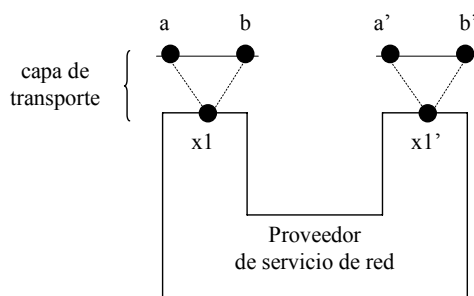 a b a’ b’
capa de
transporte
x1 x1’
Proveedor
de servicio de red